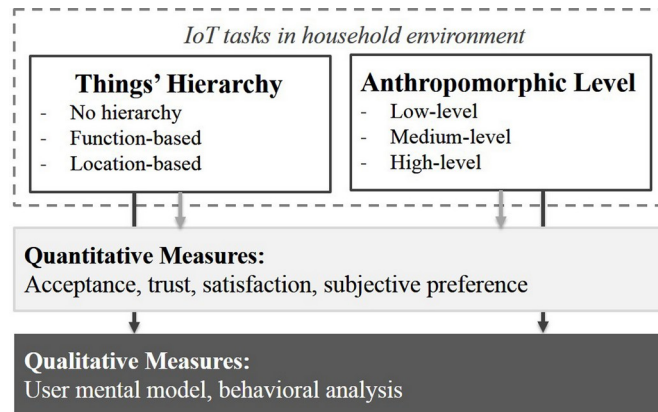 IoT tasks in household environment
Things’ Hierarchy
- No hierarchy
- Function-based
- Location-based
Anthropomorphic Level
- Low-level
- Medium-level
- High-level
Quantitative Measures:
Acceptance, trust, satisfaction, subjective preference
Qualitative Measures:
User mental model, behavioral analysis